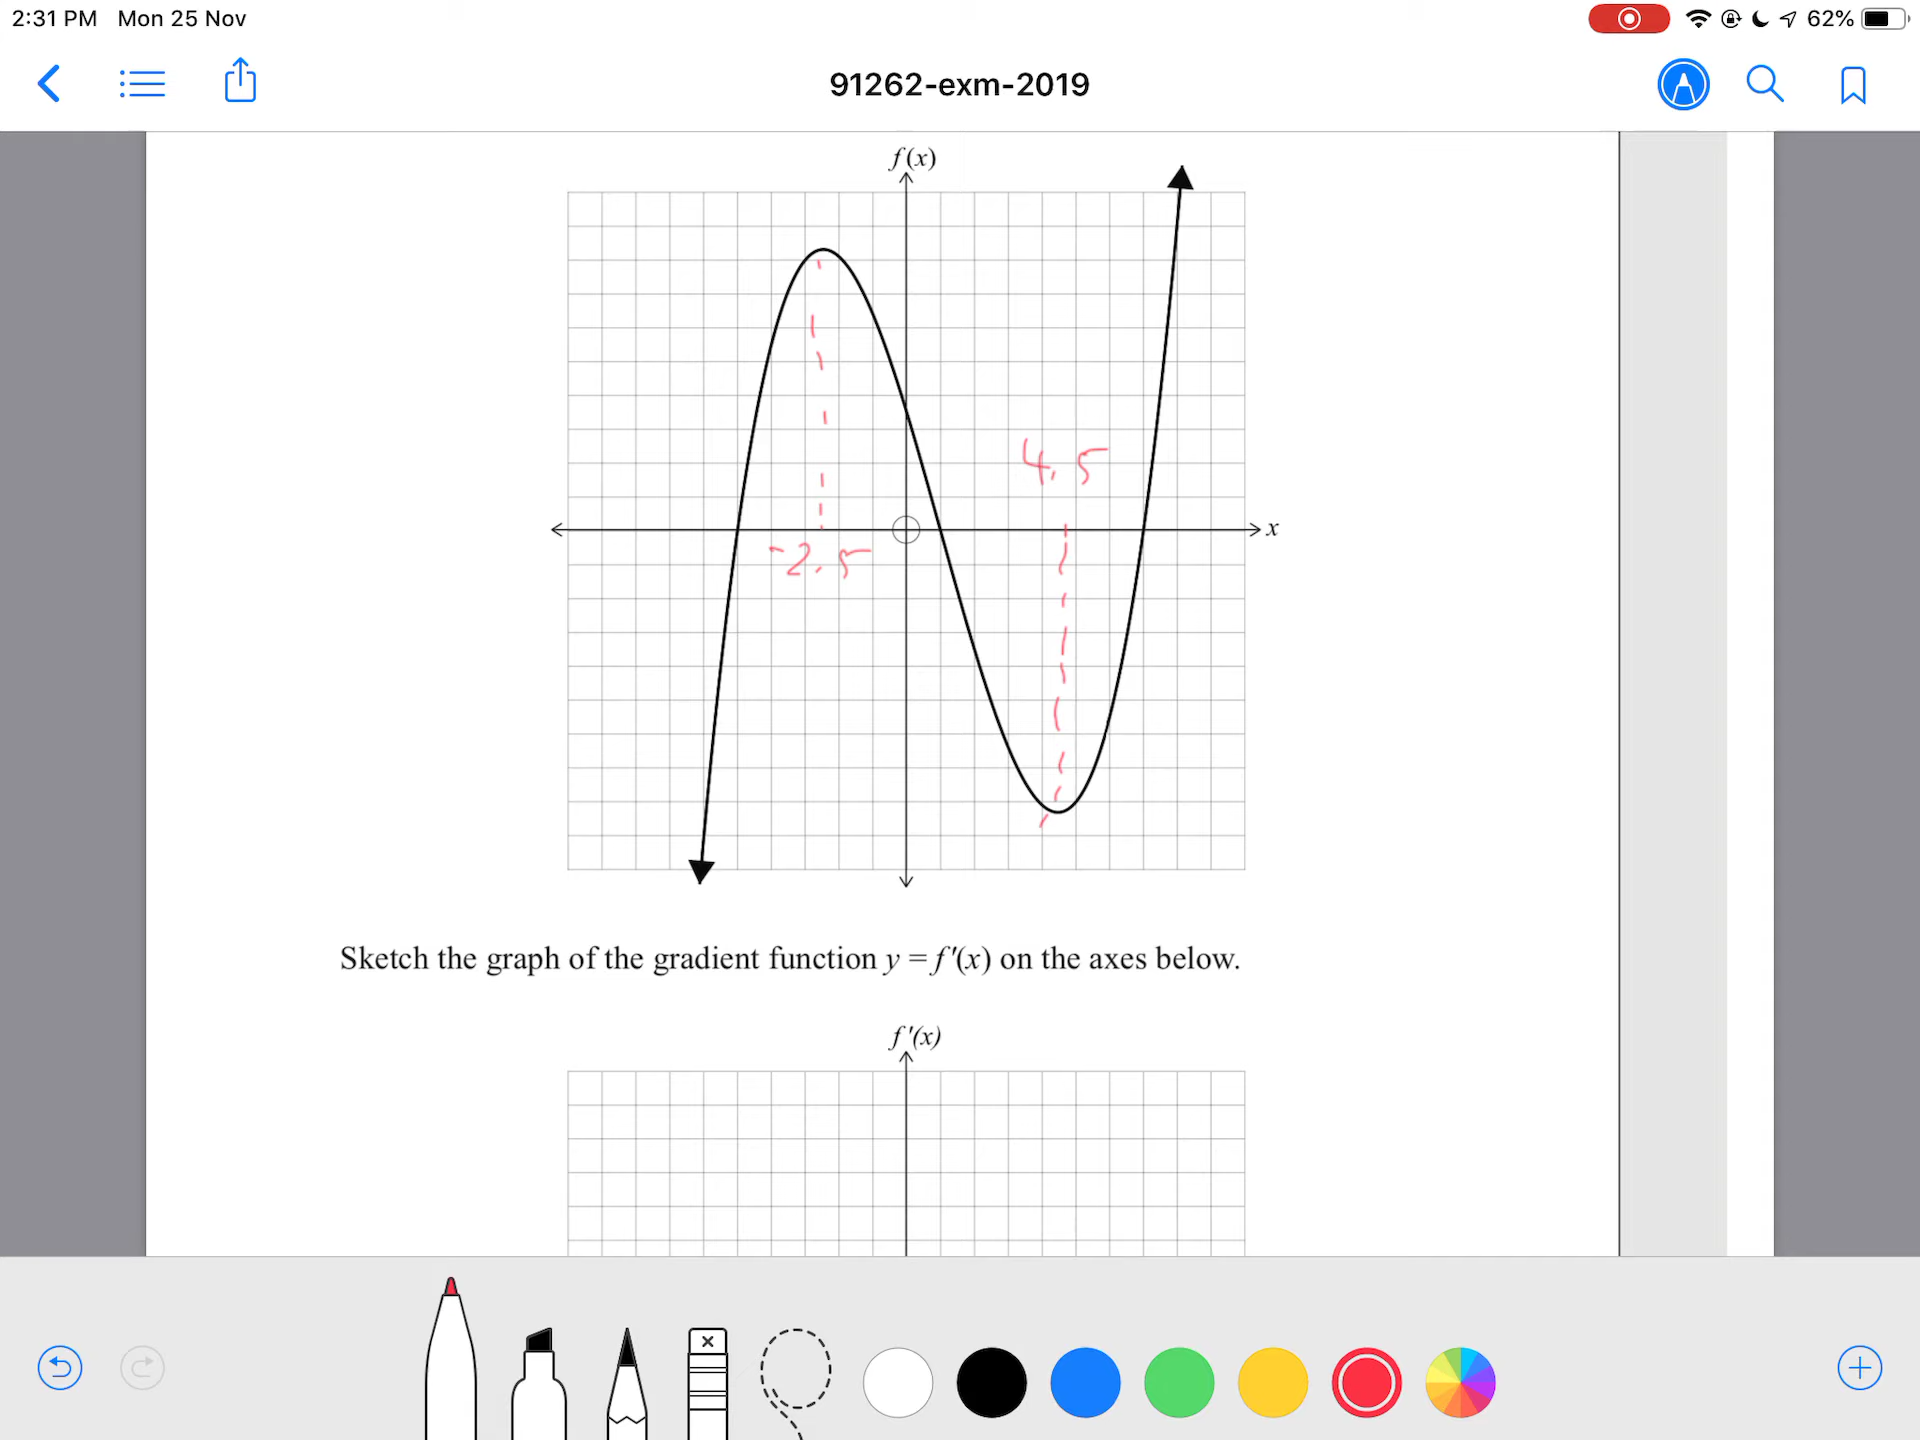 2:31 PM Mon 25 Nov 62%
91262-exm-2019
f(x)
4.5
x
-2.5
Sketch the graph of the gradient function y = f'(x) on the axes below.
f'(x)